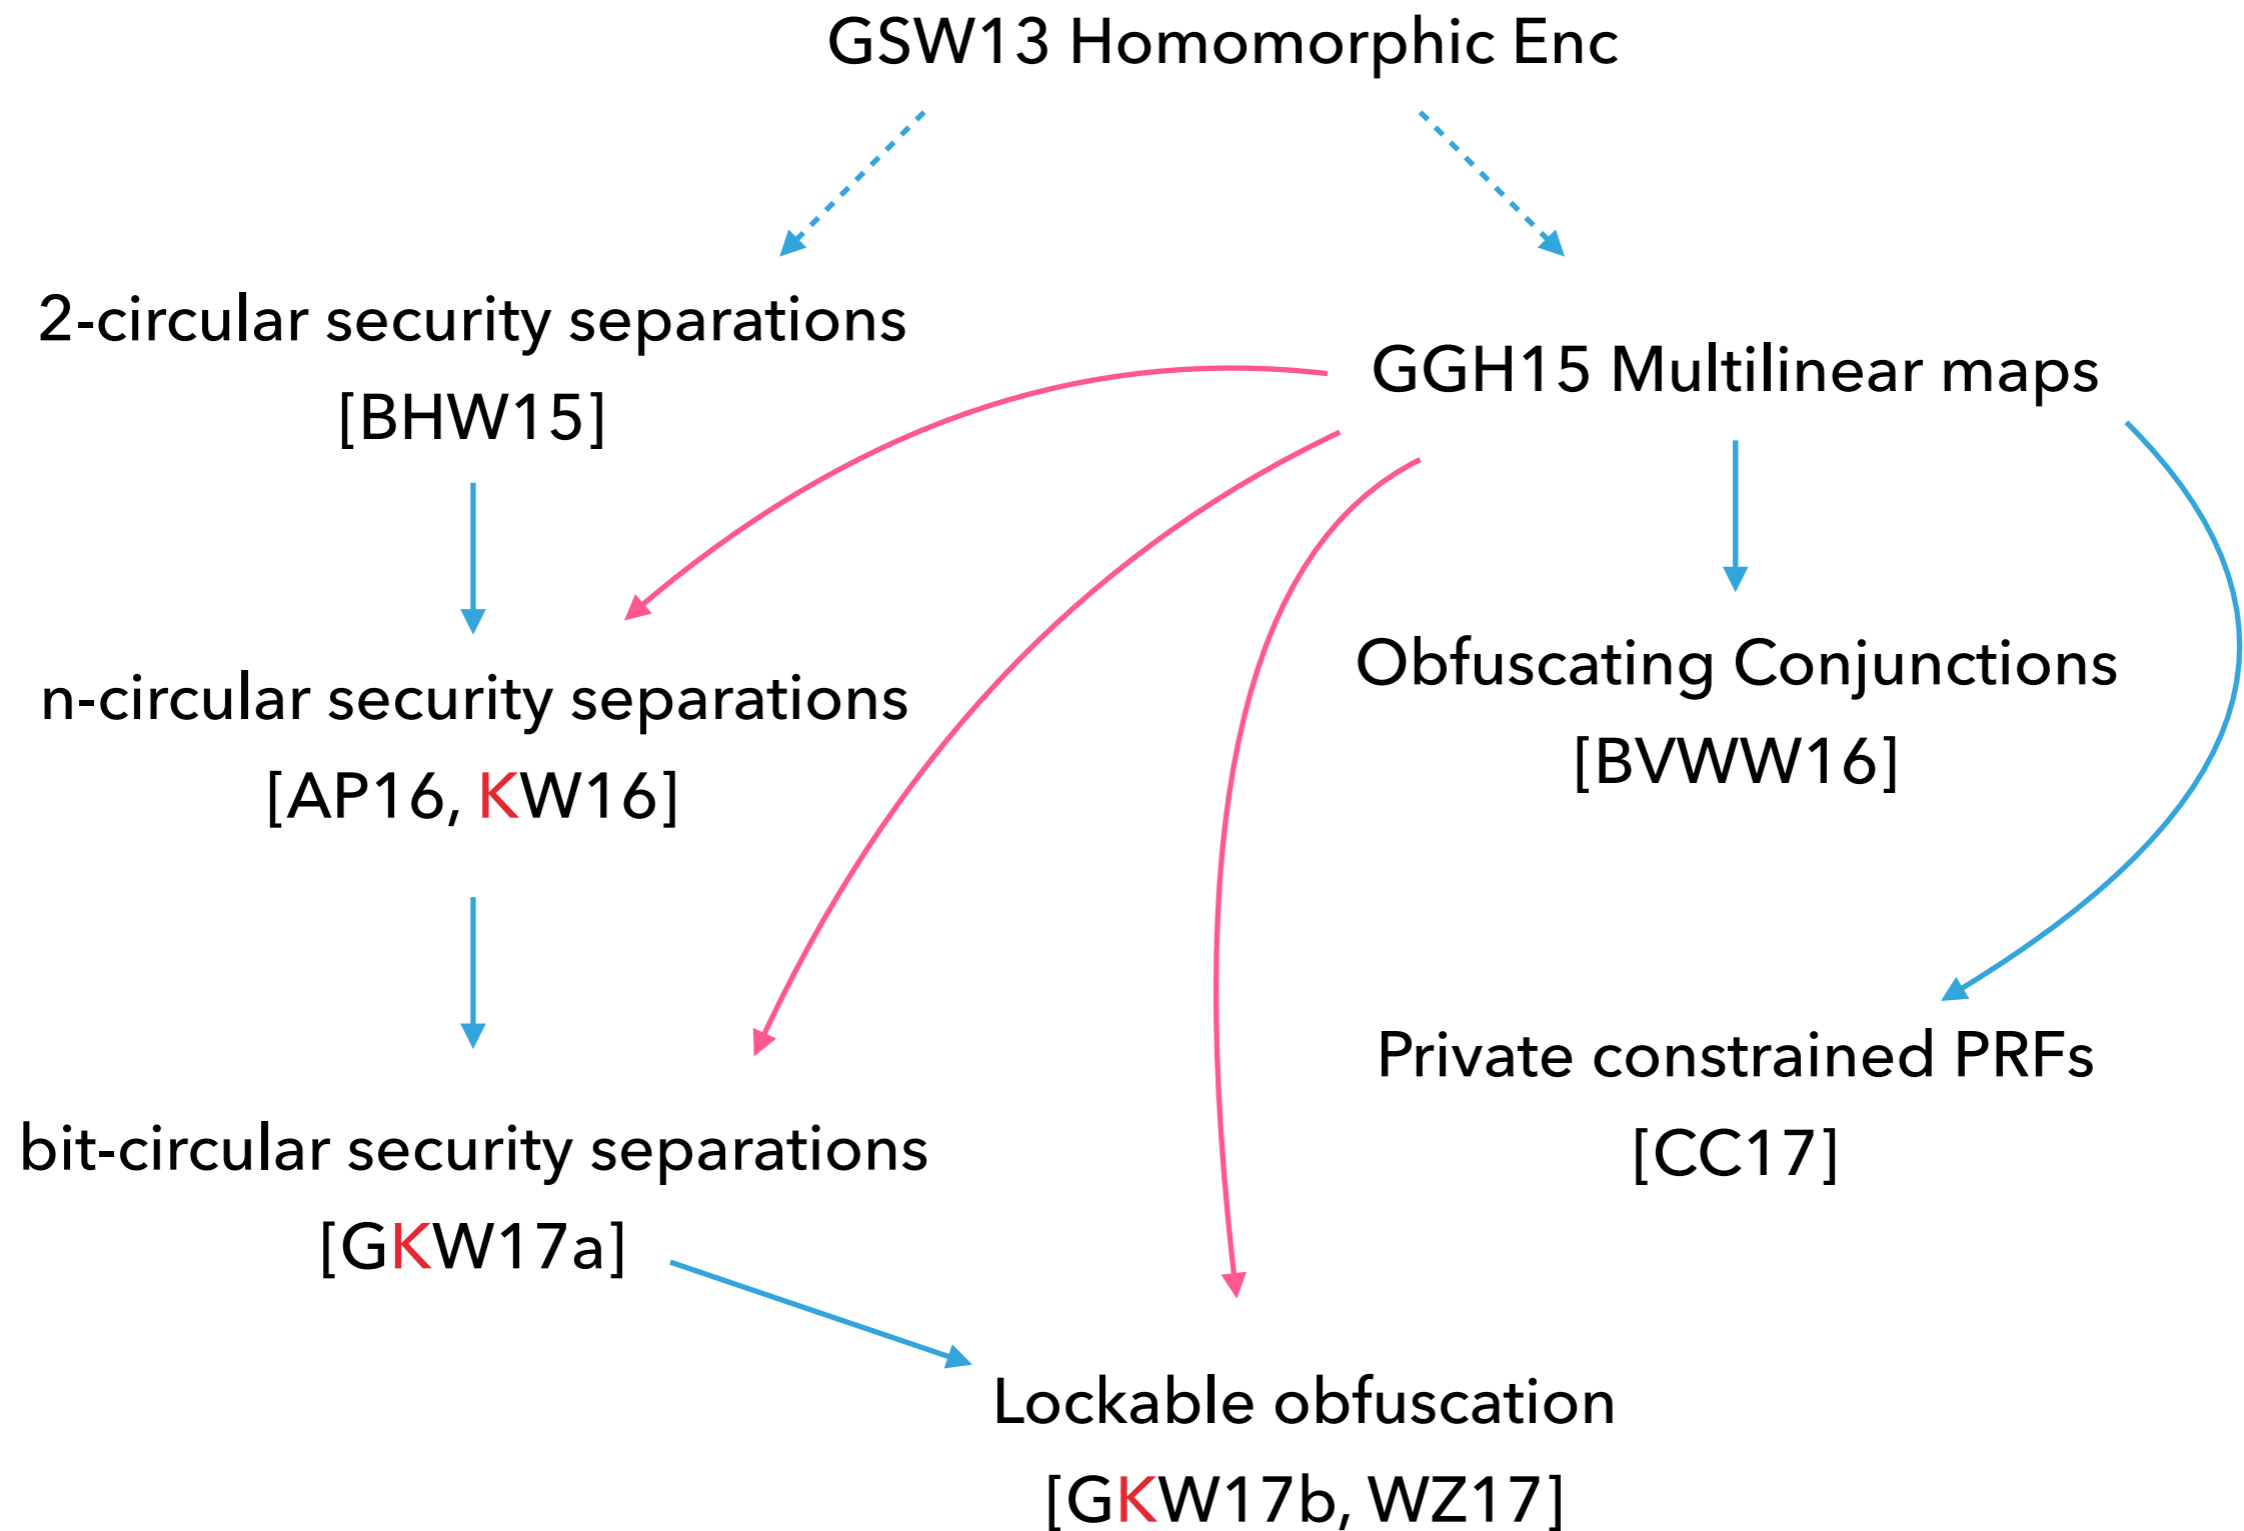 GSW13 Homomorphic Enc
2-circular security separations
[BHW15]
GGH15 Multilinear maps
n-circular security separations
[AP16, KW16]
Obfuscating Conjunctions
[BVWW16]
bit-circular security separations
[GKW17a]
Private constrained PRFs
[CC17]
Lockable obfuscation
[GKW17b, WZ17]